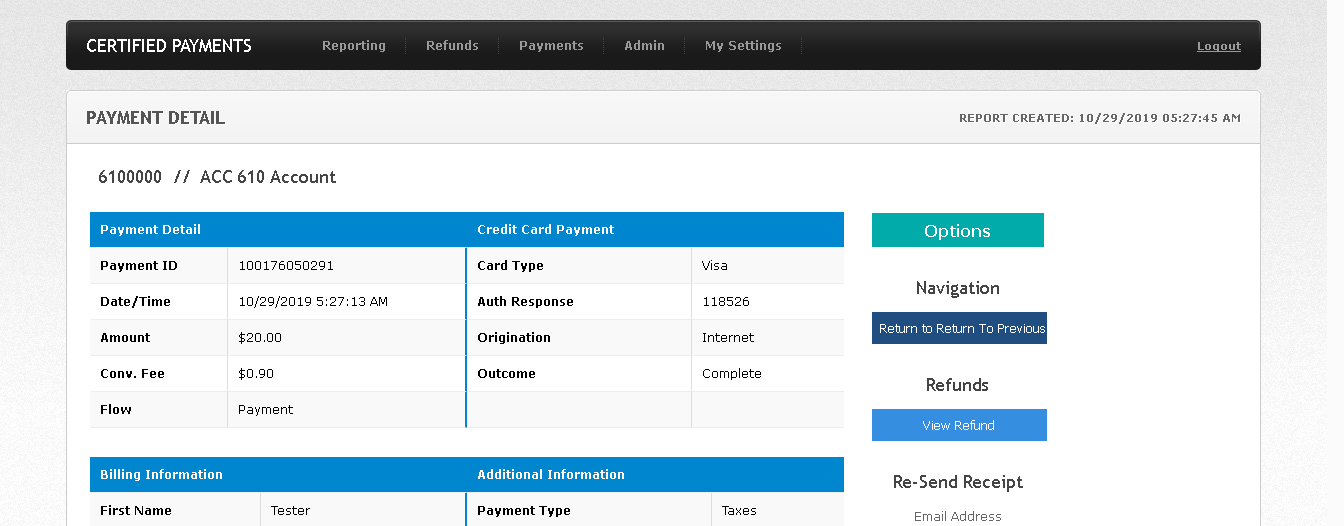 CERTIFIED PAYMENTS Reporting Refunds Payments Admin My Settings Logout
PAYMENT DETAIL REPORT CREATED: 10/29/2019 05:27:45 AM
6100000 // ACC 610 Account
Payment Detail Credit Card Payment Options
Payment ID 100176050291 Card Type Visa
Navigation
Date/Time 10/29/2019 5:27:13 AM Auth Response 118526
Return to Return To Previous
Amount $20.00 Origination Internet
Conv. Fee $0.90 Outcome Complete
Refunds
Flow Payment
View Refund
Billing Information Additional Information
Re-Send Receipt
First Name Tester Payment Type Taxes
Email Address